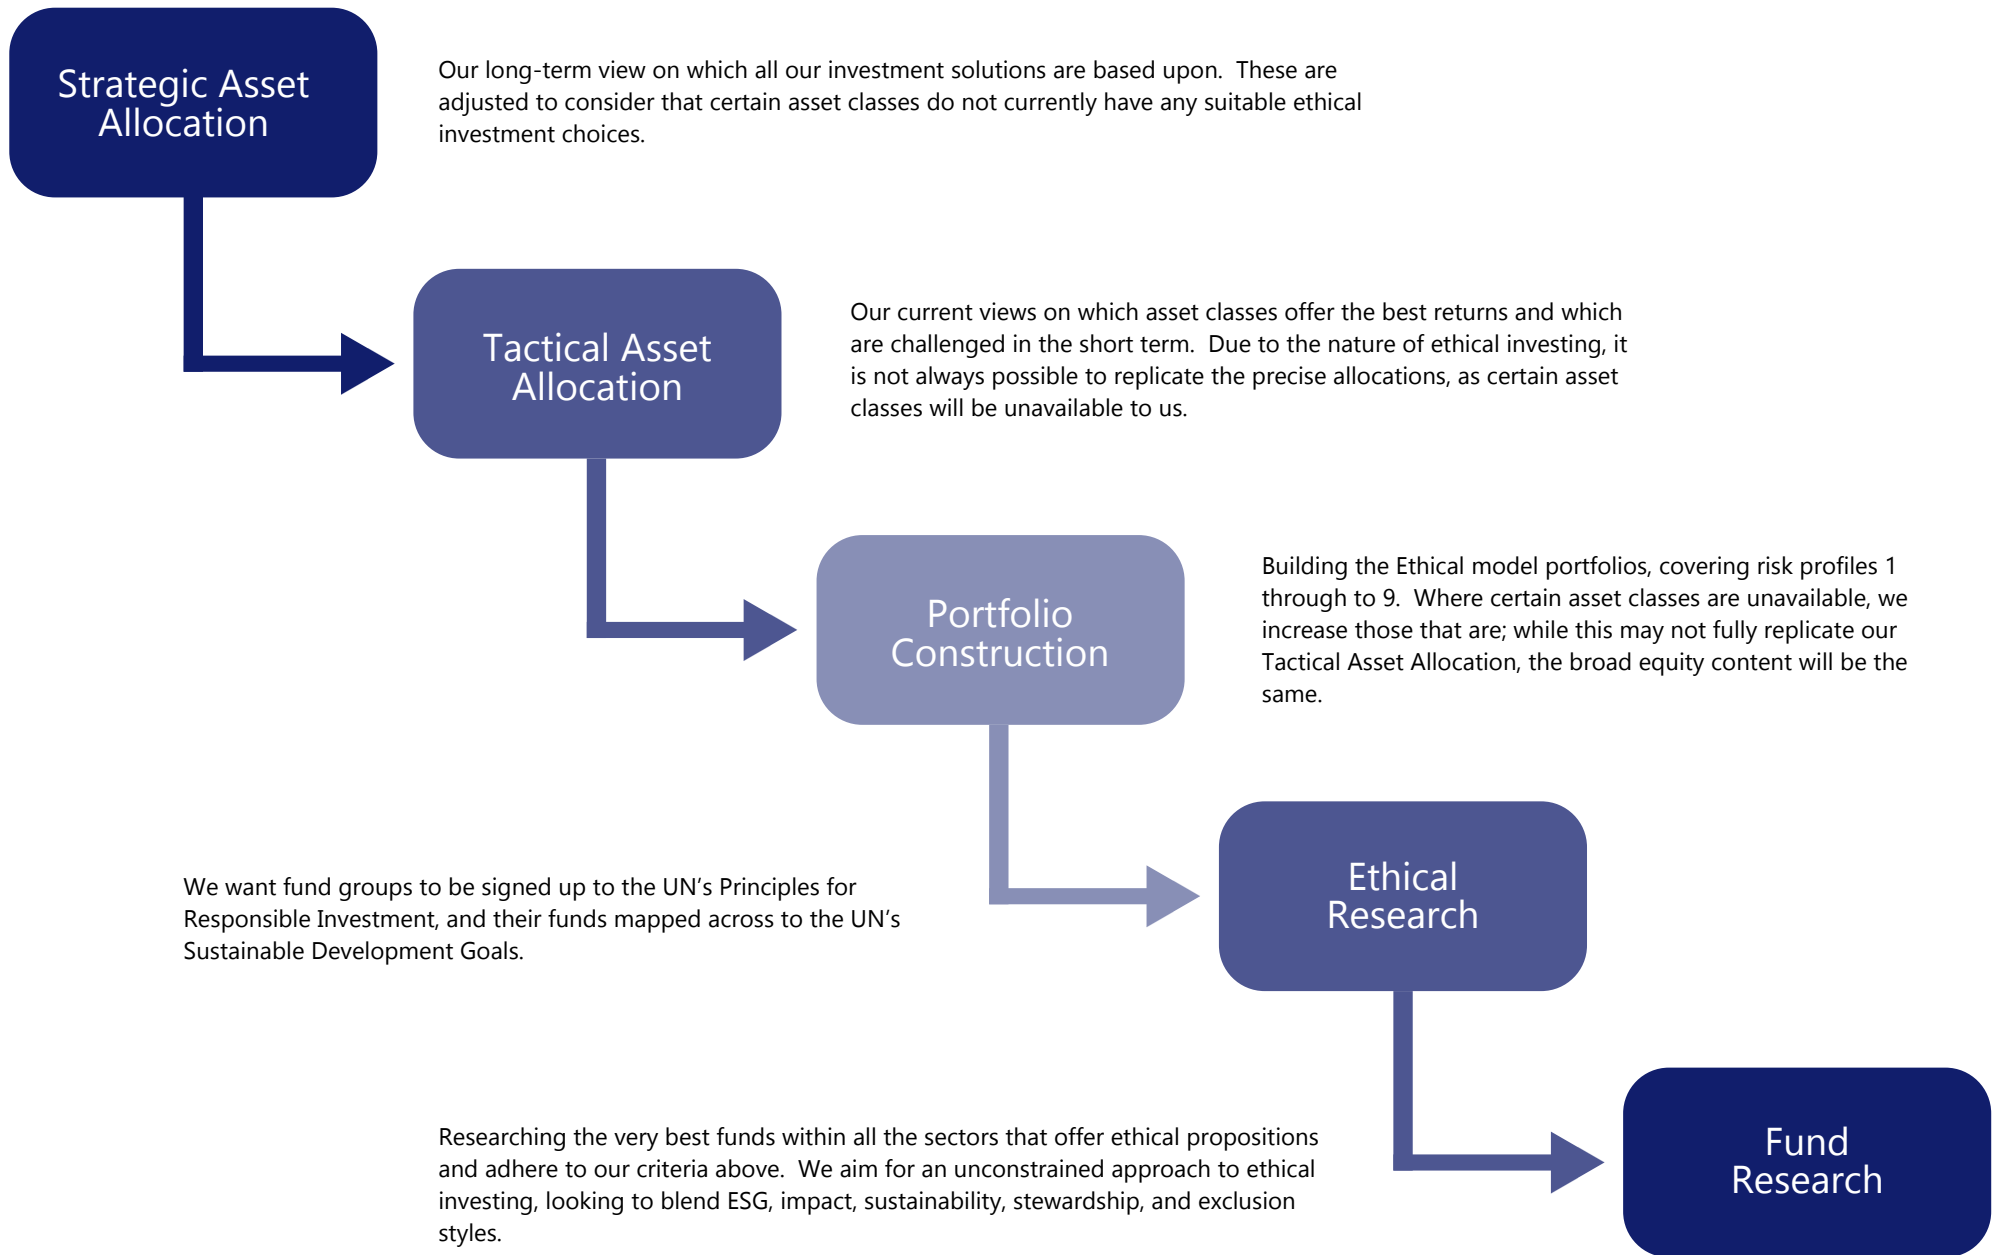 Strategic Asset
Allocation
Our long-term view on which all our investment solutions are based upon.  These are
adjusted to consider that certain asset classes do not currently have any suitable ethical
investment choices.
Tactical Asset
Allocation
Our current views on which asset classes offer the best returns and which
are challenged in the short term.  Due to the nature of ethical investing, it
is not always possible to replicate the precise allocations, as certain asset
classes will be unavailable to us.
Portfolio
Construction
Building the Ethical model portfolios, covering risk profiles 1
through to 9.  Where certain asset classes are unavailable, we
increase those that are; while this may not fully replicate our
Tactical Asset Allocation, the broad equity content will be the
same.
Ethical
Research
We want fund groups to be signed up to the UN’s Principles for
Responsible Investment, and their funds mapped across to the UN’s
Sustainable Development Goals.
Fund
Research
Researching the very best funds within all the sectors that offer ethical propositions
and adhere to our criteria above.  We aim for an unconstrained approach to ethical
investing, looking to blend ESG, impact, sustainability, stewardship, and exclusion
styles.